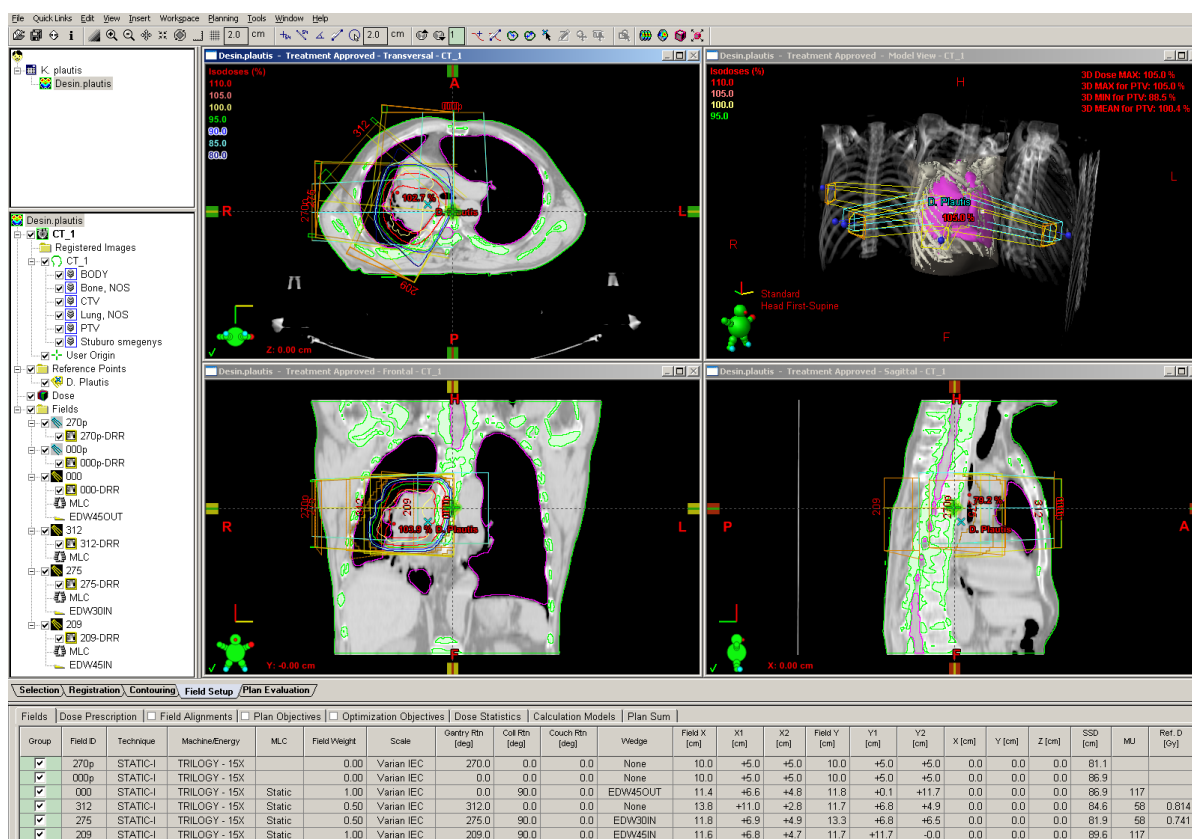 File Quick Links Edit View Insert Workspace Planning Tools Window Help
2.0 cm 2.0 cm 1
K. plautis
Desin.plautis
Desin.plautis
CT_1
Registered Images
CT_1
BODY
Bone, NOS
CTV
Lung, NOS
PTV
Stuburo smegenys
User Origin
Reference Points
D. Plautis
Dose
Fields
270p
270p-DRR
000p
000p-DRR
000
000-DRR
MLC
EDW45OUT
312
312-DRR
MLC
275
275-DRR
MLC
EDW30IN
209
209-DRR
MLC
EDW45IN
Desin.plautis - Treatment Approved - Transversal - CT_1
Isodoses (%)
110.0
105.0
100.0
95.0
90.0
85.0
80.0
A
312
270p
R
102.7 %
D. Plautis
L
209
P
Z: 0.00 cm
Desin.plautis - Treatment Approved - Model View - CT_1
Isodoses (%)
110.0
105.0
100.0
95.0
H
3D Dose MAX: 105.0 %
3D MAX for PTV: 105.0 %
3D MIN for PTV: 88.5 %
3D MEAN for PTV: 100.4 %
L
D. Plautis
105.0 %
R
Standard
Head First-Supine
F
Desin.plautis - Treatment Approved - Frontal - CT_1
H
270p
312
209
000p
R
103.8 %
D. Plautis
L
F
Y: -0.00 cm
Desin.plautis - Treatment Approved - Sagittal - CT_1
H
209
270p
79.2 %
312
P
D. Plautis
A
F
X: 0.00 cm
Selection Registration Contouring Field Setup Plan Evaluation
Fields Dose Prescription Field Alignments Plan Objectives Optimization Objectives Dose Statistics Calculation Models Plan Sum
Group Field ID Technique Machine/Energy MLC Field Weight Scale Gantry Rtn [deg] Coll Rtn [deg] Couch Rtn [deg] Wedge Field X [cm] X1 [cm] X2 [cm] Field Y [cm] Y1 [cm] Y2 [cm] X [cm] Y [cm] Z [cm] SSD [cm] MU Ref. D [Gy]
270p STATIC-I TRILOGY - 15X 0.00 Varian IEC 270.0 0.0 0.0 None 10.0 +5.0 +5.0 10.0 +5.0 +5.0 0.0 0.0 0.0 81.1
000p STATIC-I TRILOGY - 15X 0.00 Varian IEC 0.0 0.0 0.0 None 10.0 +5.0 +5.0 10.0 +5.0 +5.0 0.0 0.0 0.0 86.9
000 STATIC-I TRILOGY - 15X Static 1.00 Varian IEC 0.0 90.0 0.0 EDW45OUT 11.4 +6.6 +4.8 11.8 +0.1 +11.7 0.0 0.0 0.0 86.9 117
312 STATIC-I TRILOGY - 15X Static 0.50 Varian IEC 312.0 0.0 0.0 None 13.8 +11.0 +2.8 11.7 +6.8 +4.9 0.0 0.0 0.0 84.6 58 0.814
275 STATIC-I TRILOGY - 15X Static 0.50 Varian IEC 275.0 90.0 0.0 EDW30IN 11.8 +6.9 +4.9 13.3 +6.8 +6.5 0.0 0.0 0.0 81.9 58 0.741
209 STATIC-I TRILOGY - 15X Static 1.00 Varian IEC 209.0 90.0 0.0 EDW45IN 11.6 +6.8 +4.7 11.7 +11.7 -0.0 0.0 0.0 0.0 89.6 117